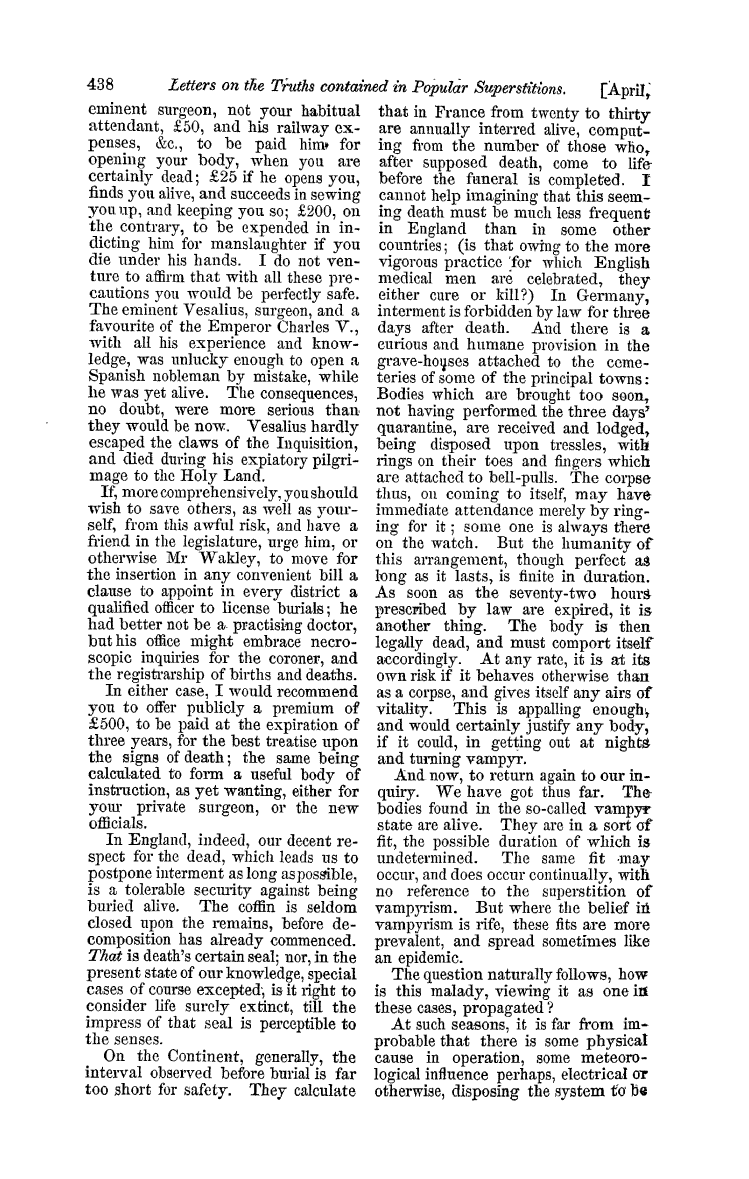 438 Letters on the Truths contained in Popular Superstitions. [April,
eminent surgeon, not your habitual
attendant, £50, and his railway ex-
penses, &c., to be paid him for
opening your body, when you are
certainly dead; £25 if he opens you,
finds you alive, and succeeds in sewing
you up, and keeping you so; £200, on
the contrary, to be expended in in-
dicting him for manslaughter if you
die under his hands. I do not ven-
ture to affirm that with all these pre-
cautions you would be perfectly safe.
The eminent Vesalius, surgeon, and a
favourite of the Emperor Charles V.,
with all his experience and know-
ledge, was unlucky enough to open a
Spanish nobleman by mistake, while
he was yet alive. The consequences,
no doubt, were more serious than
they would be now. Vesalius hardly
escaped the claws of the Inquisition,
and died during his expiatory pilgri-
mage to the Holy Land.
If, more comprehensively, you should
wish to save others, as well as your-
self, from this awful risk, and have a
friend in the legislature, urge him, or
otherwise Mr Wakley, to move for
the insertion in any convenient bill a
clause to appoint in every district a
qualified officer to license burials; he
had better not be a practising doctor,
but his office might embrace necro-
scopic inquiries for the coroner, and
the registrarship of births and deaths.
In either case, I would recommend
you to offer publicly a premium of
£500, to be paid at the expiration of
three years, for the best treatise upon
the signs of death; the same being
calculated to form a useful body of
instruction, as yet wanting, either for
your private surgeon, or the new
officials.
In England, indeed, our decent re-
spect for the dead, which leads us to
postpone interment as long as possible,
is a tolerable security against being
buried alive. The coffin is seldom
closed upon the remains, before de-
composition has already commenced.
That is death's certain seal; nor, in the
present state of our knowledge, special
cases of course excepted, is it right to
consider life surely extinct, till the
impress of that seal is perceptible to
the senses.
On the Continent, generally, the
interval observed before burial is far
too short for safety. They calculate
that in France from twenty to thirty
are annually interred alive, comput-
ing from the number of those who,
after supposed death, come to life
before the funeral is completed. I
cannot help imagining that this seem-
ing death must be much less frequent
in England than in some other
countries; (is that owing to the more
vigorous practice for which English
medical men are celebrated, they
either cure or kill?) In Germany,
interment is forbidden by law for three
days after death. And there is a
curious and humane provision in the
grave-houses attached to the ceme-
teries of some of the principal towns:
Bodies which are brought too soon,
not having performed the three days'
quarantine, are received and lodged,
being disposed upon tressles, with
rings on their toes and fingers which
are attached to bell-pulls. The corpse
thus, on coming to itself, may have
immediate attendance merely by ring-
ing for it; some one is always there
on the watch. But the humanity of
this arrangement, though perfect as
long as it lasts, is finite in duration.
As soon as the seventy-two hours
prescribed by law are expired, it is
another thing. The body is then
legally dead, and must comport itself
accordingly. At any rate, it is at its
own risk if it behaves otherwise than
as a corpse, and gives itself any airs of
vitality. This is appalling enough,
and would certainly justify any body,
if it could, in getting out at nights
and turning vampyr.
And now, to return again to our in-
quiry. We have got thus far. The
bodies found in the so-called vampyr
state are alive. They are in a sort of
fit, the possible duration of which is
undetermined. The same fit may
occur, and does occur continually, with
no reference to the superstition of
vampyrism. But where the belief in
vampyrism is rife, these fits are more
prevalent, and spread sometimes like
an epidemic.
The question naturally follows, how
is this malady, viewing it as one in
these cases, propagated?
At such seasons, it is far from im-
probable that there is some physical
cause in operation, some meteoro-
logical influence perhaps, electrical or
otherwise, disposing the system to be